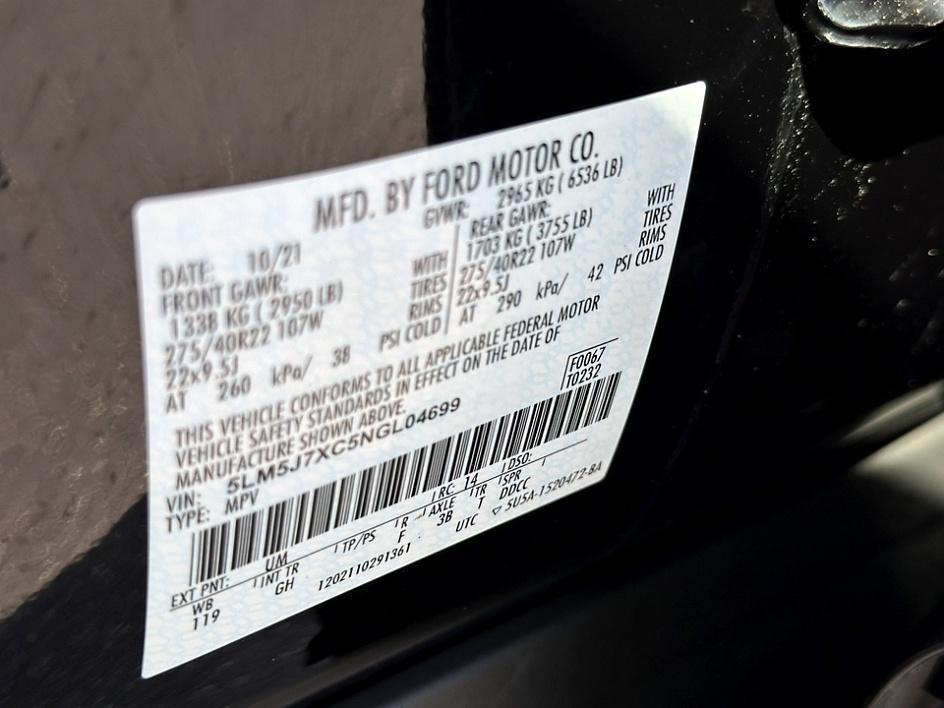 MFD. BY FORD MOTOR CO.
DATE: 10/21 GVWR: 2965 KG ( 6536 LB)
FRONT GAWR: WITH REAR GAWR: WITH
1338 KG ( 2950 LB) TIRES 1703 KG ( 3755 LB) TIRES
275/40R22 107W RIMS 275/40R22 107W RIMS
22x9.5J PSI COLD 22x9.5J PSI COLD
AT 260 kPa/ 38 AT 290 kPa/ 42
THIS VEHICLE CONFORMS TO ALL APPLICABLE FEDERAL MOTOR
VEHICLE SAFETY STANDARDS IN EFFECT ON THE DATE OF
MANUFACTURE SHOWN ABOVE.
F0067
T0232
VIN: 5LM5J7XC5NGL04699
TYPE: MPV
EXT PNT: UM RC: 14 DSO:
WB INT TR TP/PS R AXLE TR SPR
119 GH F 3B T DDCC
1202110291361 UTC ▽ 5U5A-1520472-BA